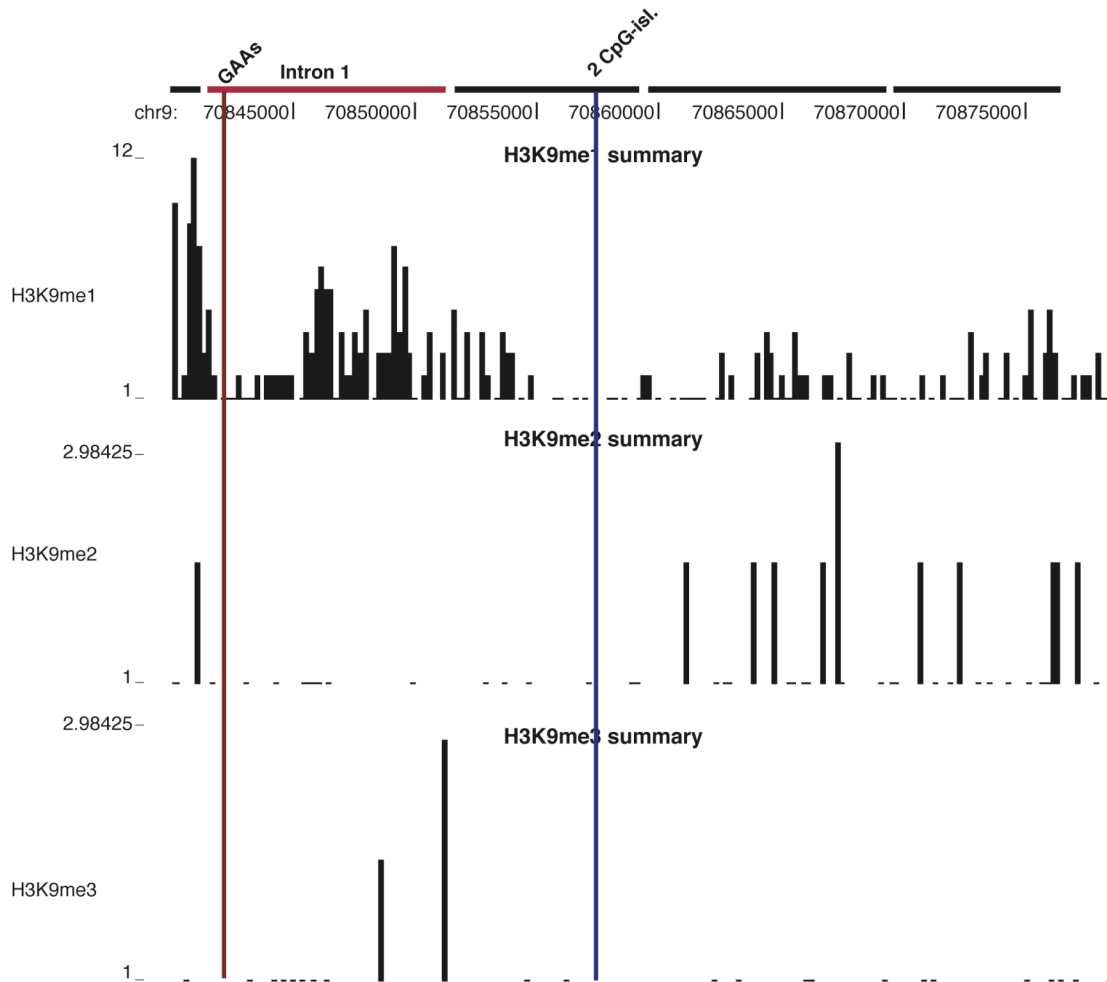 GAAs
Intron 1
2 CpG-isl.
chr9: 70845000 70850000 70855000 70860000 70865000 70870000 70875000
12
H3K9me1 summary
H3K9me1
1
H3K9me2 summary
2.98425
H3K9me2
1
2.98425
H3K9me3 summary
H3K9me3
1